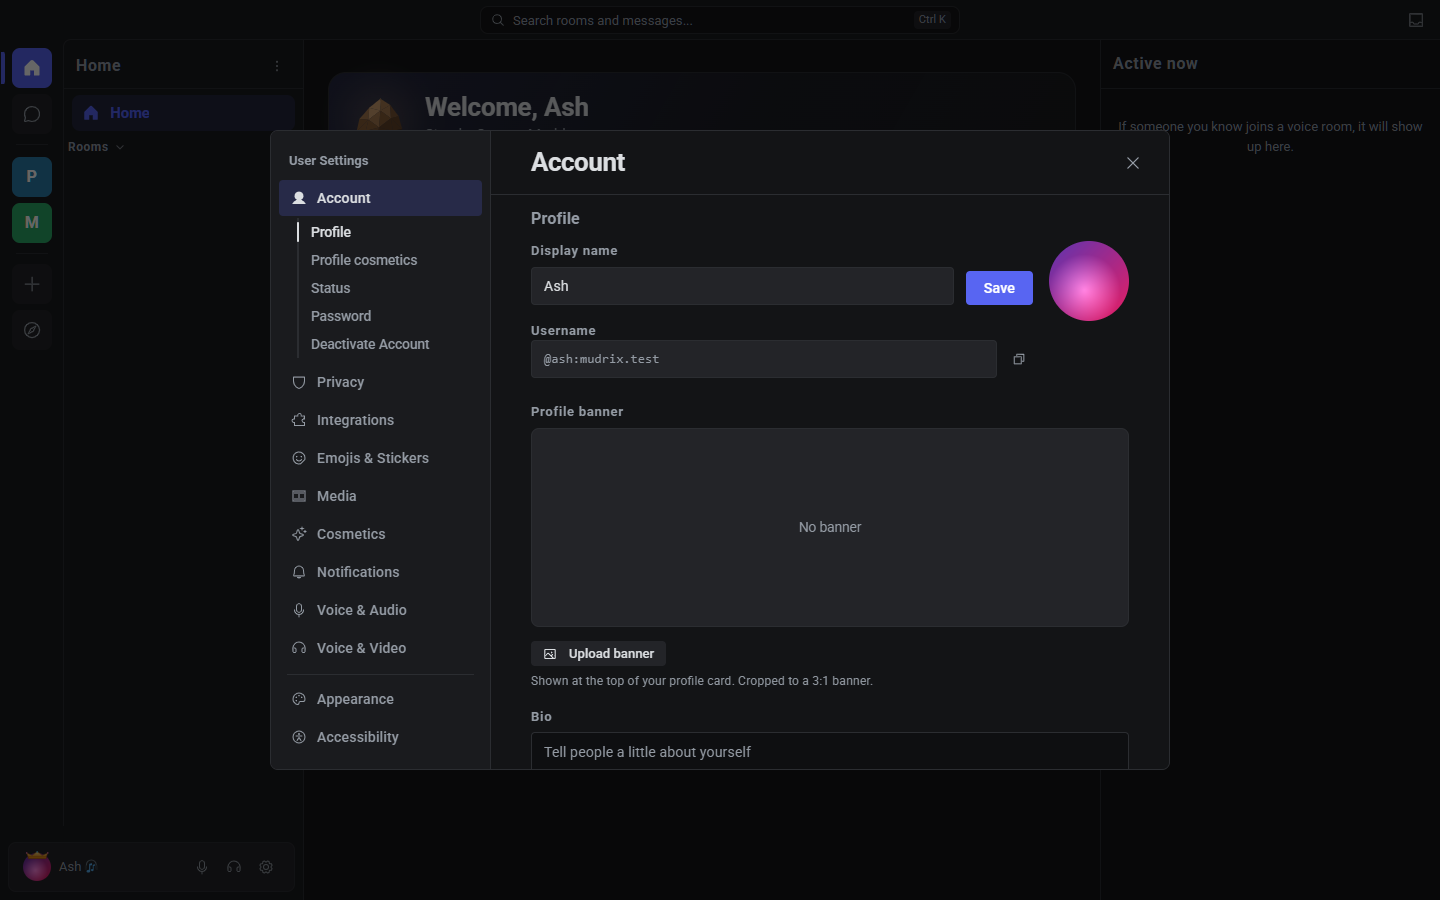 Search rooms and messages...
Ctrl K
Home
Active now
Home
Rooms
P
M
Welcome, Ash
If someone you know joins a voice room, it will show
up here.
User Settings
Account
Profile
Profile cosmetics
Status
Password
Deactivate Account
Privacy
Integrations
Emojis & Stickers
Media
Cosmetics
Notifications
Voice & Audio
Voice & Video
Appearance
Accessibility
Account
Profile
Display name
Ash
Save
Username
@ash:mudrix.test
Profile banner
No banner
Upload banner
Shown at the top of your profile card. Cropped to a 3:1 banner.
Bio
Tell people a little about yourself
Ash